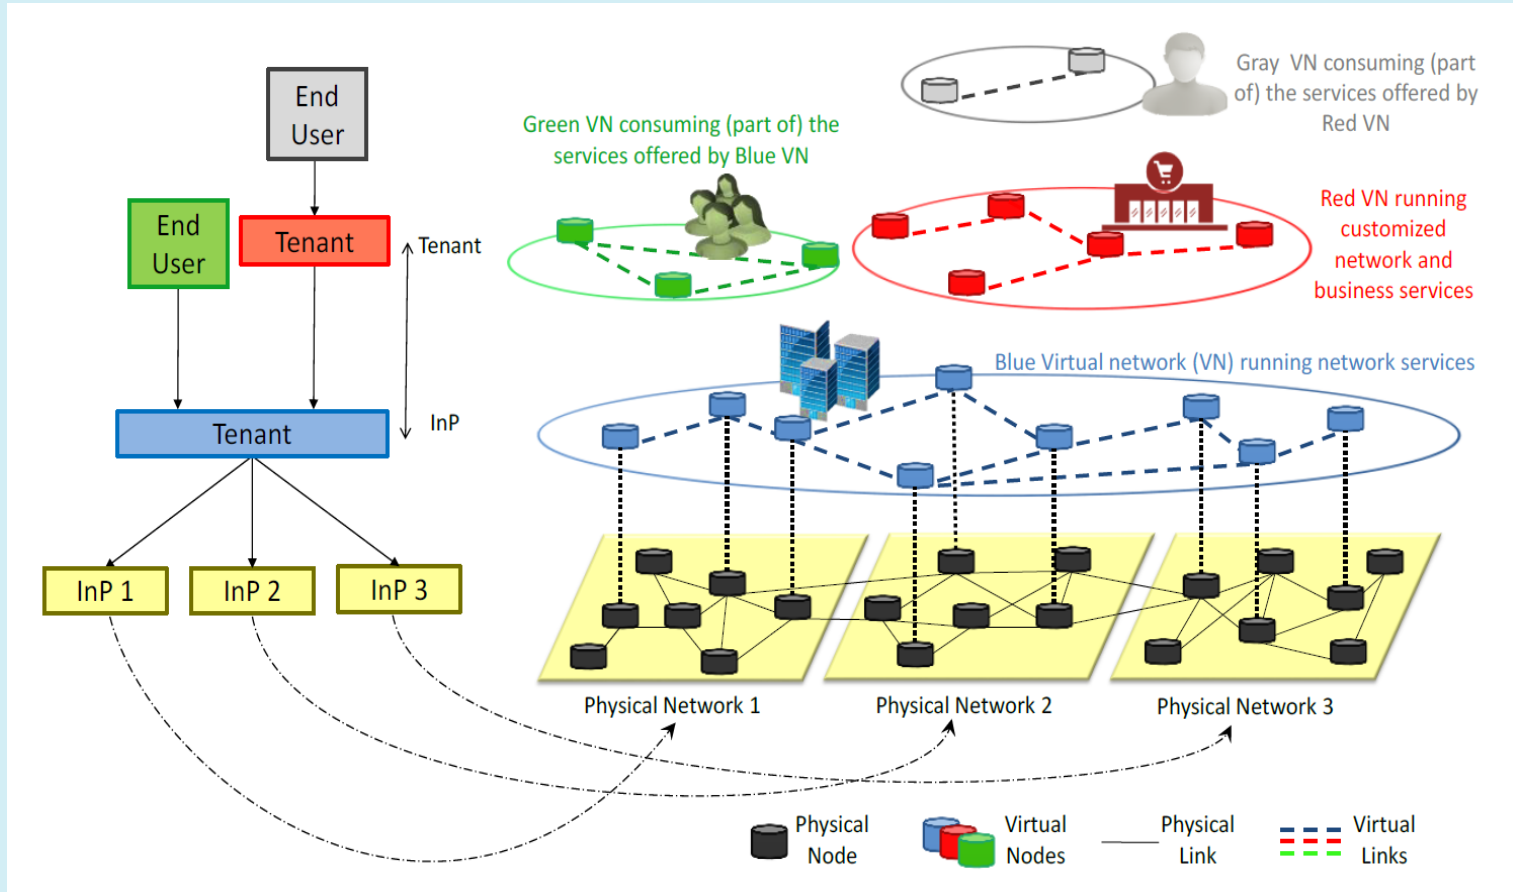 End
User
End
User
Tenant
Tenant
InP
Tenant
InP 1
InP 2
InP 3
Green VN consuming (part of) the
services offered by Blue VN
Gray  VN consuming (part
of) the services offered by
Red VN
Red VN running
customized
network and
business services
Blue Virtual network (VN) running network services
Physical Network 1
Physical Network 2
Physical Network 3
Physical
Node
Virtual
Nodes
Physical
Link
Virtual
Links